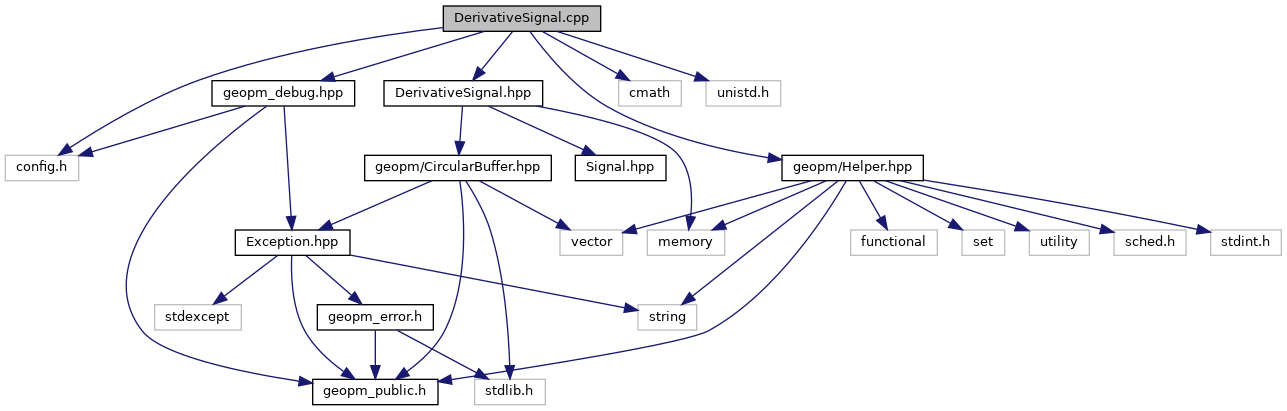 DerivativeSignal.cpp
geopm_debug.hpp
DerivativeSignal.hpp
cmath
unistd.h
config.h
geopm/CircularBuffer.hpp
Signal.hpp
geopm/Helper.hpp
Exception.hpp
vector
memory
functional
set
utility
sched.h
stdint.h
stdexcept
geopm_error.h
string
geopm_public.h
stdlib.h